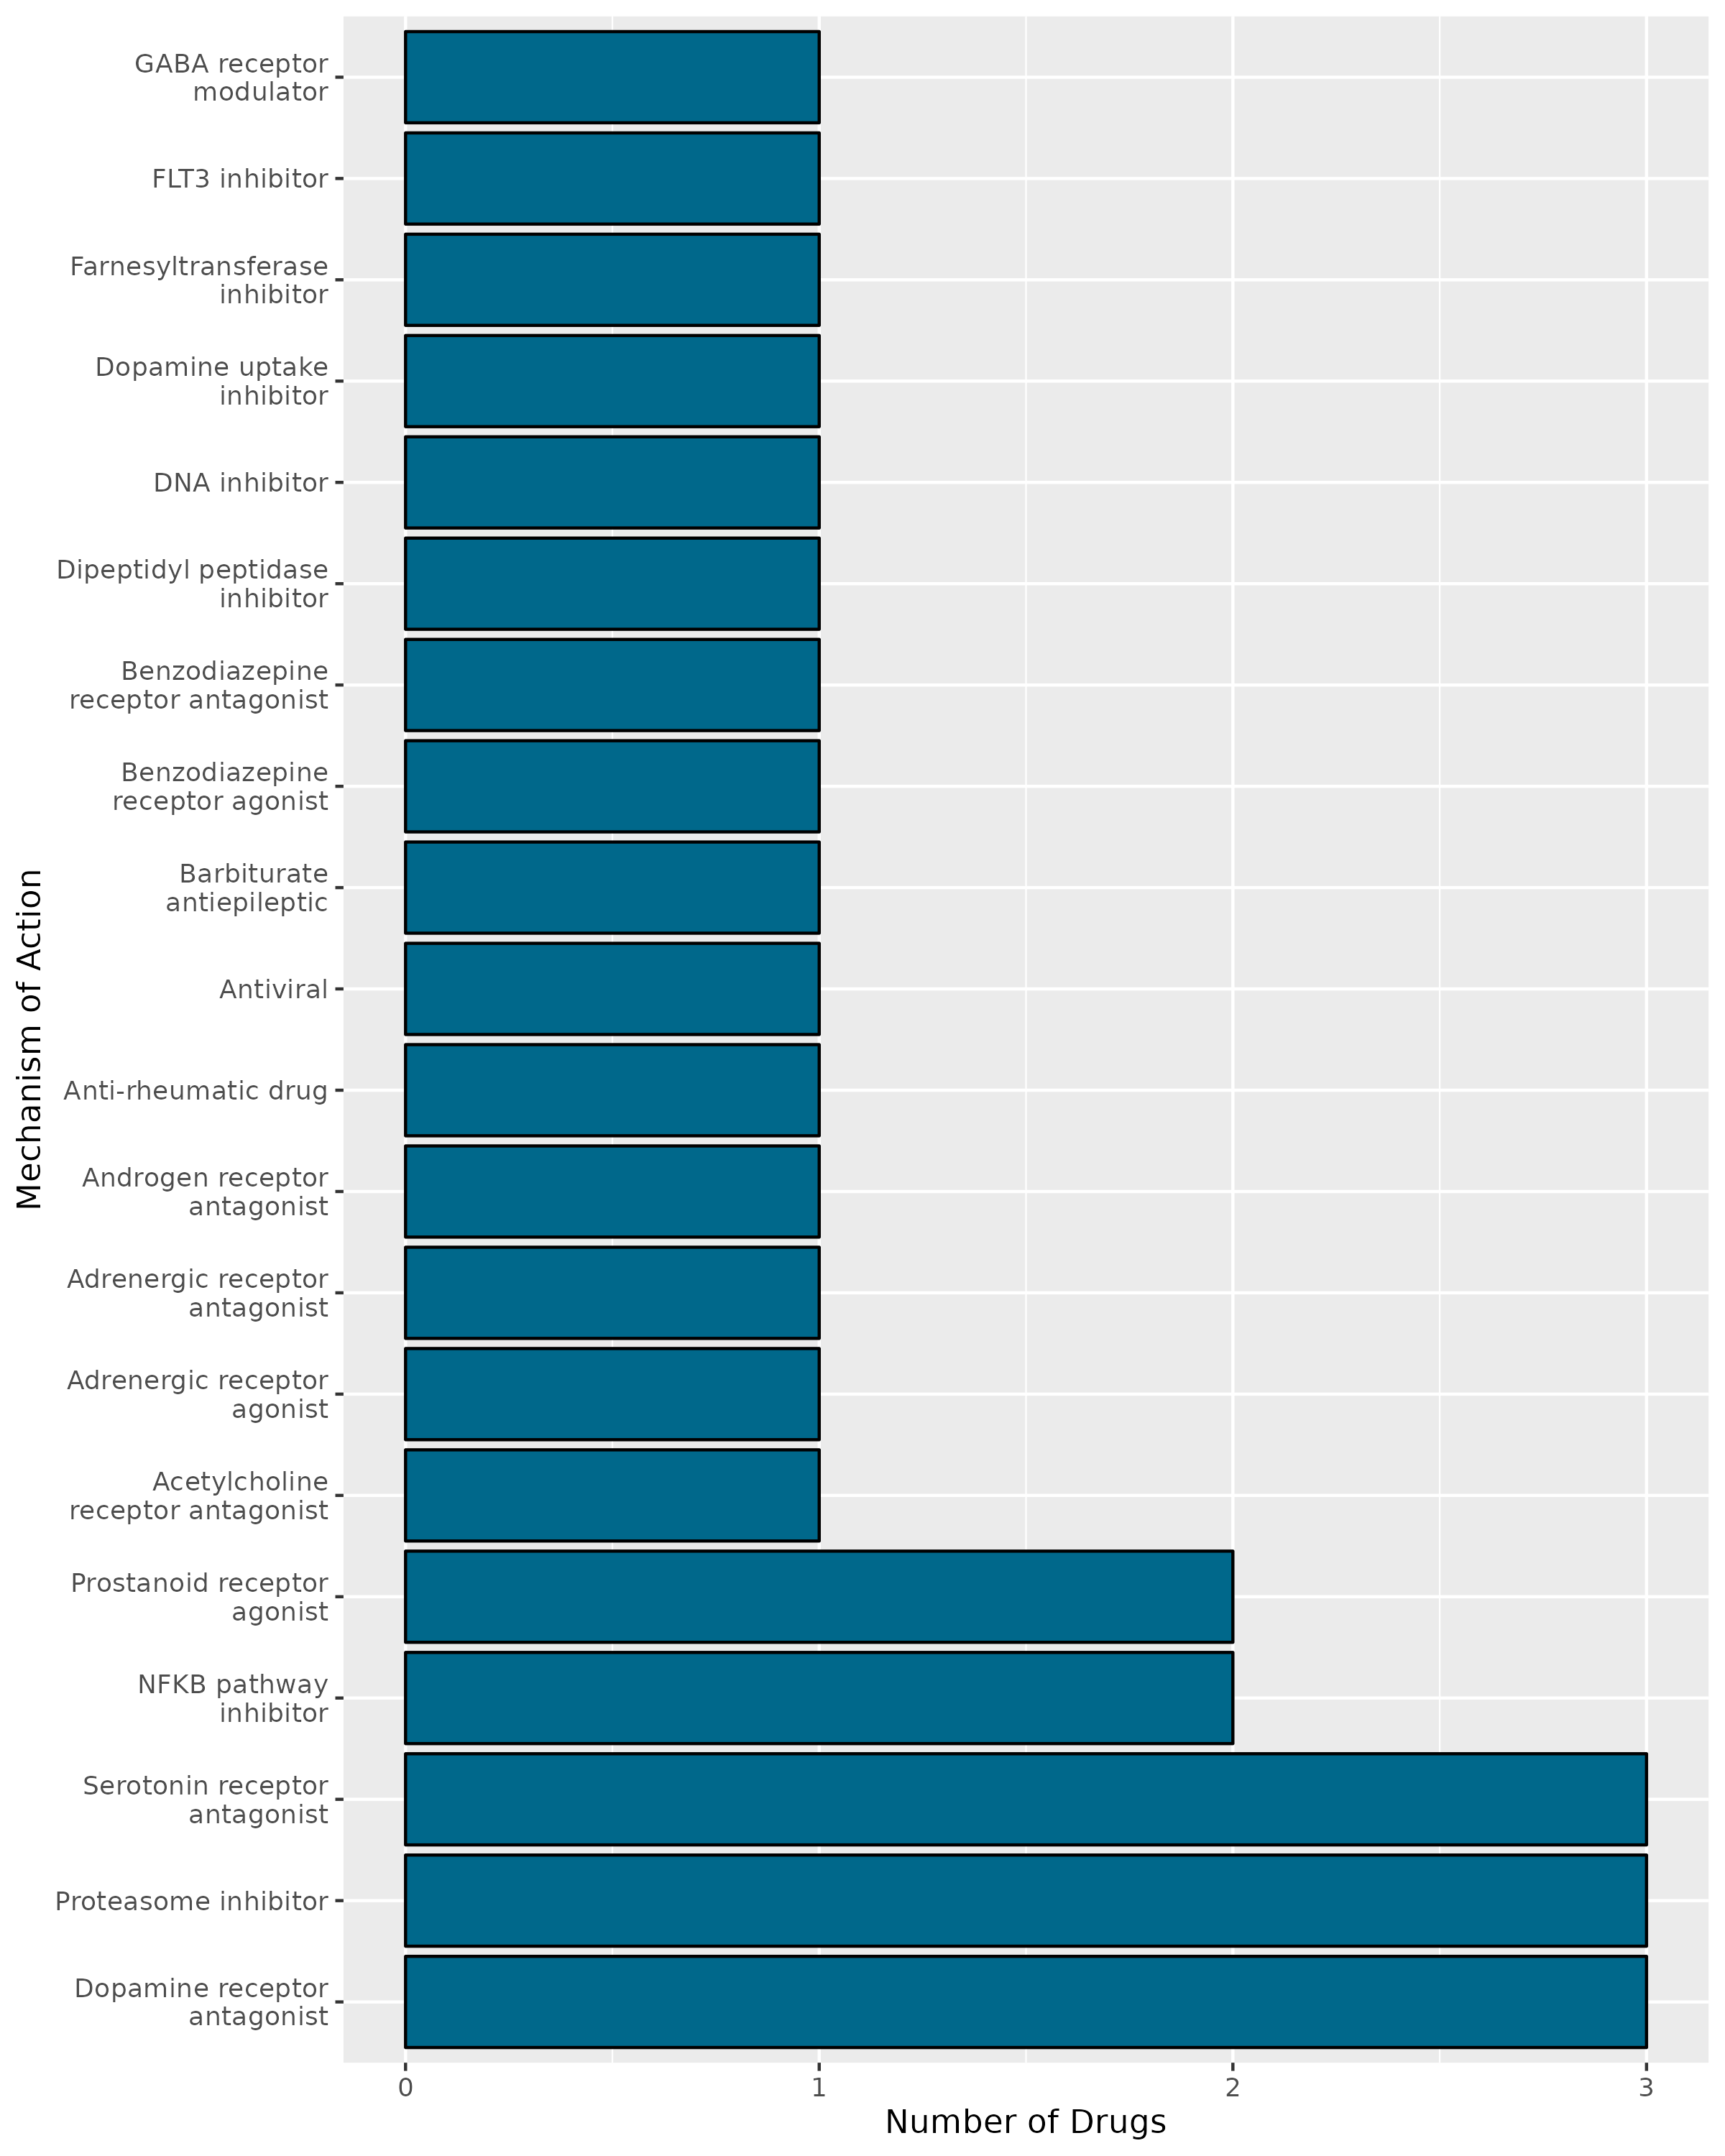 GABA receptor
modulator
FLT3 inhibitor
Farnesyltransferase
inhibitor
Dopamine uptake
inhibitor
DNA inhibitor
Dipeptidyl peptidase
inhibitor
Benzodiazepine
receptor antagonist
Benzodiazepine
receptor agonist
Barbiturate
antiepileptic
Antiviral
Anti-rheumatic drug
Androgen receptor
antagonist
Adrenergic receptor
antagonist
Adrenergic receptor
agonist
Acetylcholine
receptor antagonist
Prostanoid receptor
agonist
NFKB pathway
inhibitor
Serotonin receptor
antagonist
Proteasome inhibitor
Dopamine receptor
antagonist
Mechanism of Action
0 1 2 3
Number of Drugs